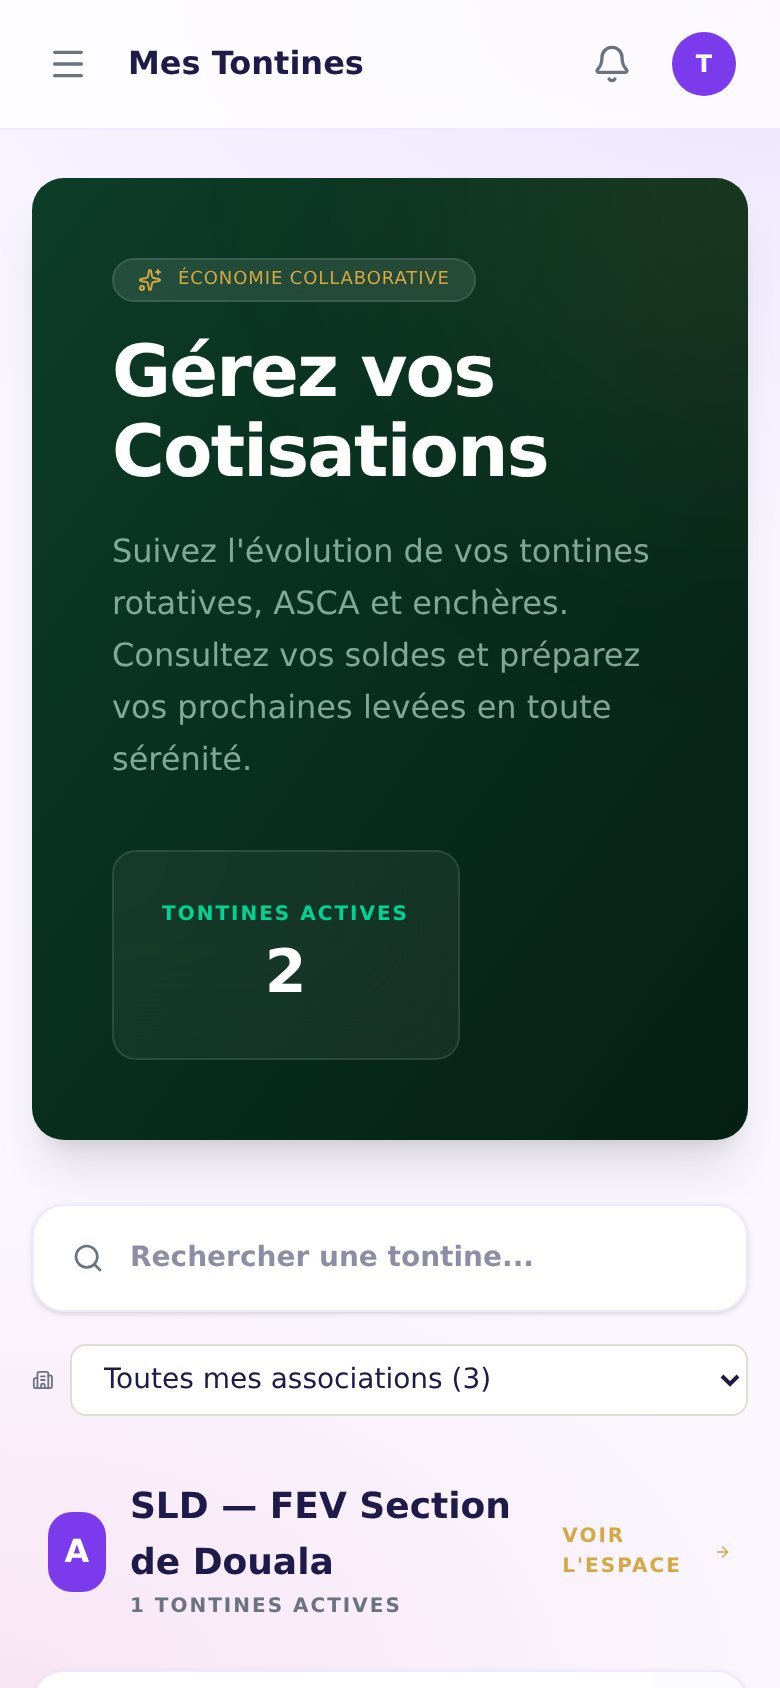 Mes Tontines
T
ÉCONOMIE COLLABORATIVE
Gérez vos
Cotisations
Suivez l'évolution de vos tontines
rotatives, ASCA et enchères.
Consultez vos soldes et préparez
vos prochaines levées en toute
sérénité.
TONTINES ACTIVES
2
Rechercher une tontine...
Toutes mes associations (3)
A
SLD — FEV Section
de Douala
1 TONTINES ACTIVES
VOIR
L'ESPACE